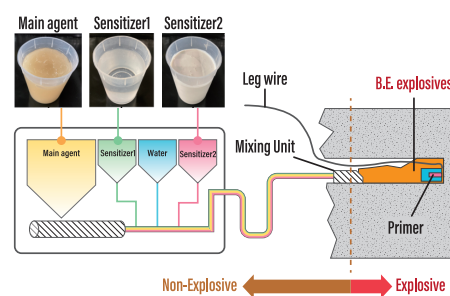 Main agent
Sensitizer1
Sensitizer2
Leg wire
B.E. explosives
Mixing Unit
Main agent
Sensitizer1
Water
Sensitizer2
Primer
Non-Explosive
Explosive